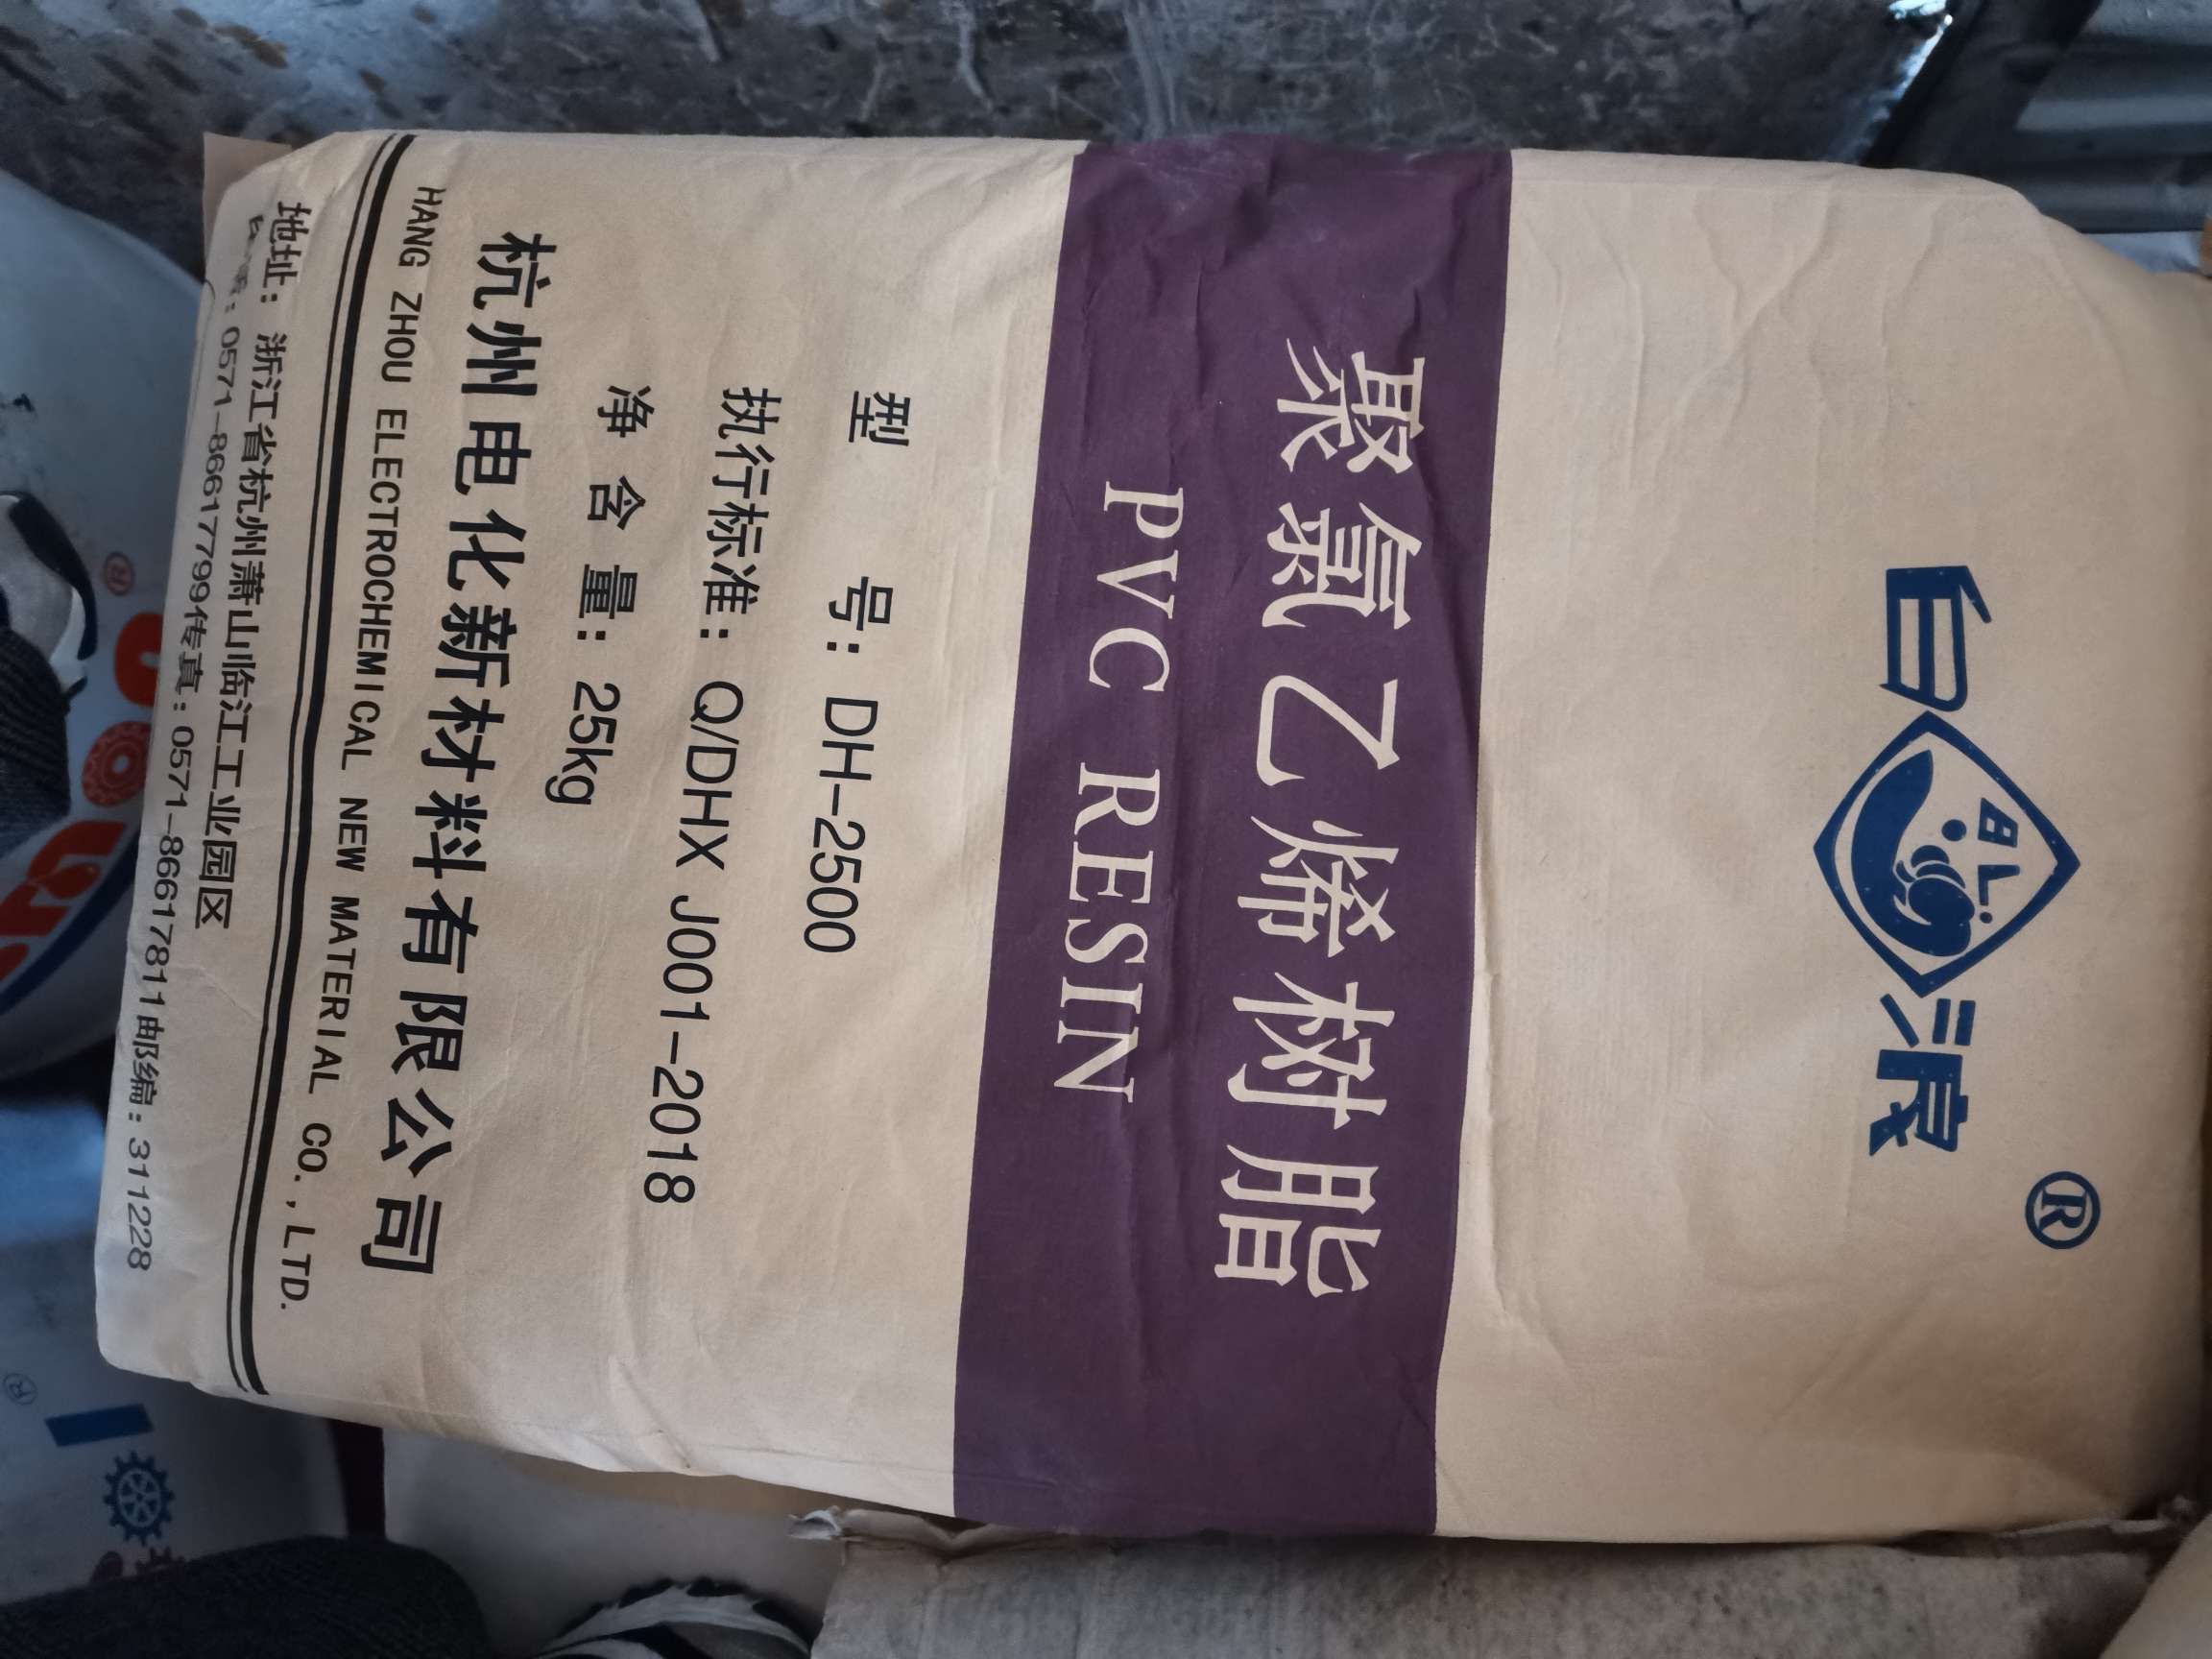 白浪®
BL
聚氯乙烯树脂
PVC RESIN
型 号：DH-2500
执行标准：Q/DHX J001-2018
净 含 量：25kg
杭州电化新材料有限公司
HANG ZHOU ELECTROCHEMICAL NEW MATERIAL CO.,LTD.
地址：浙江省杭州萧山临江工业园区
：0571-86617799传真：0571-86617811邮编：311228